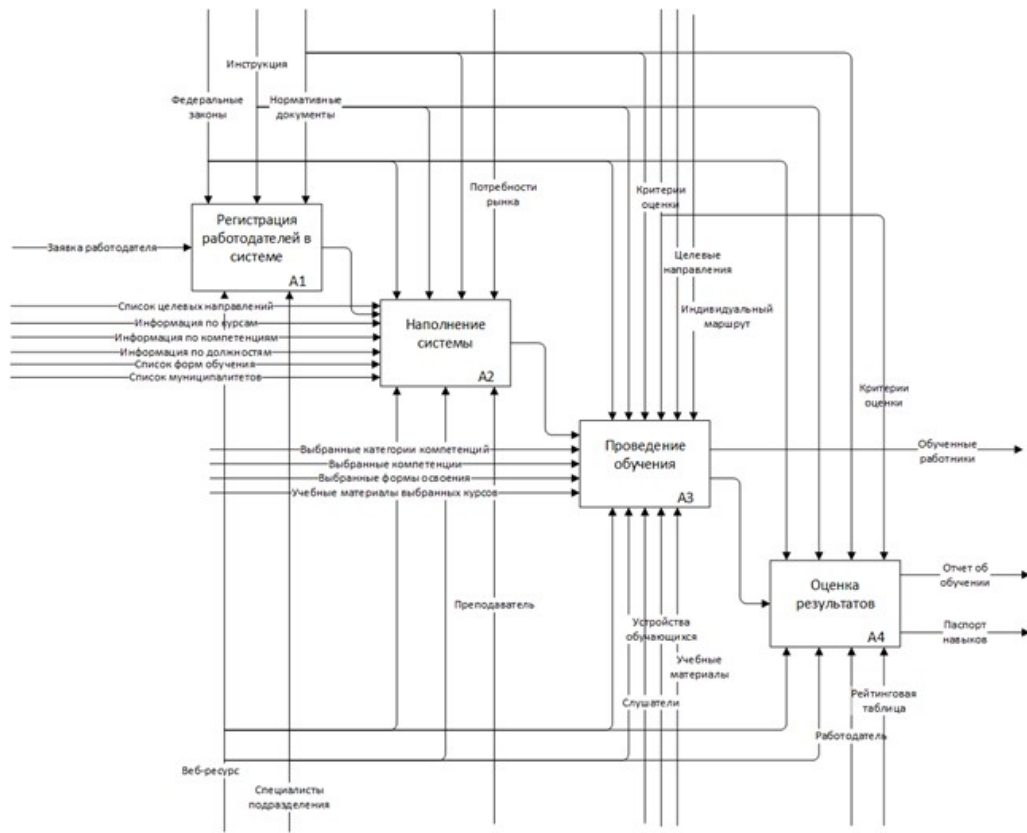 Инструкция
Федеральные
законы
Нормативные
документы
Потребности
рынка
Критерии
оценки
Регистрация
работодателей в
системе
A1
Заявка работодателя
Целевые
направления
Индивидуальный
маршрут
Список целевых направлений
Информация по курсам
Информация по компетенциям
Информация по должностям
Список форм обучения
Список муниципалитетов
Наполнение
системы
A2
Критерии
оценки
Выбранные категории компетенций
Выбранные компетенции
Выбранные формы освоения
Учебные материалы выбранных курсов
Проведение
обучения
A3
Обученные
работники
Оценка
результатов
A4
Отчет об
обучении
Паспорт
навыков
Преподаватель
Устройства
обучающихся
Учебные
материалы
Слушатели
Рейтинговая
таблица
Работодатель
Веб-ресурс
Специалисты
подразделения